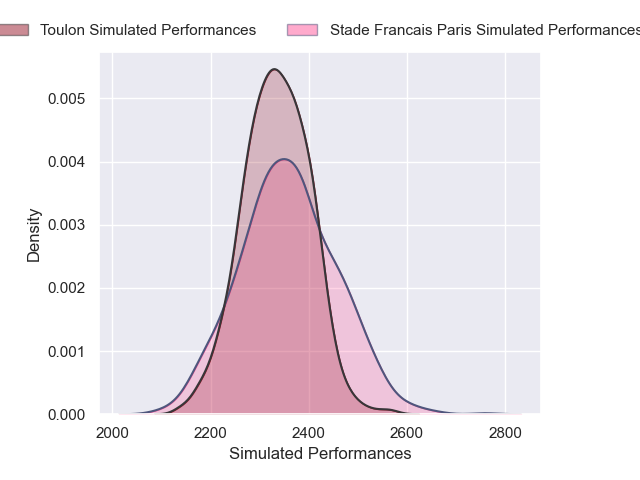 Toulon Simulated Performances
Stade Francais Paris Simulated Performances
0.005
0.004
0.003
0.002
0.001
0.000
Density
2000 2200 2400 2600 2800
Simulated Performances